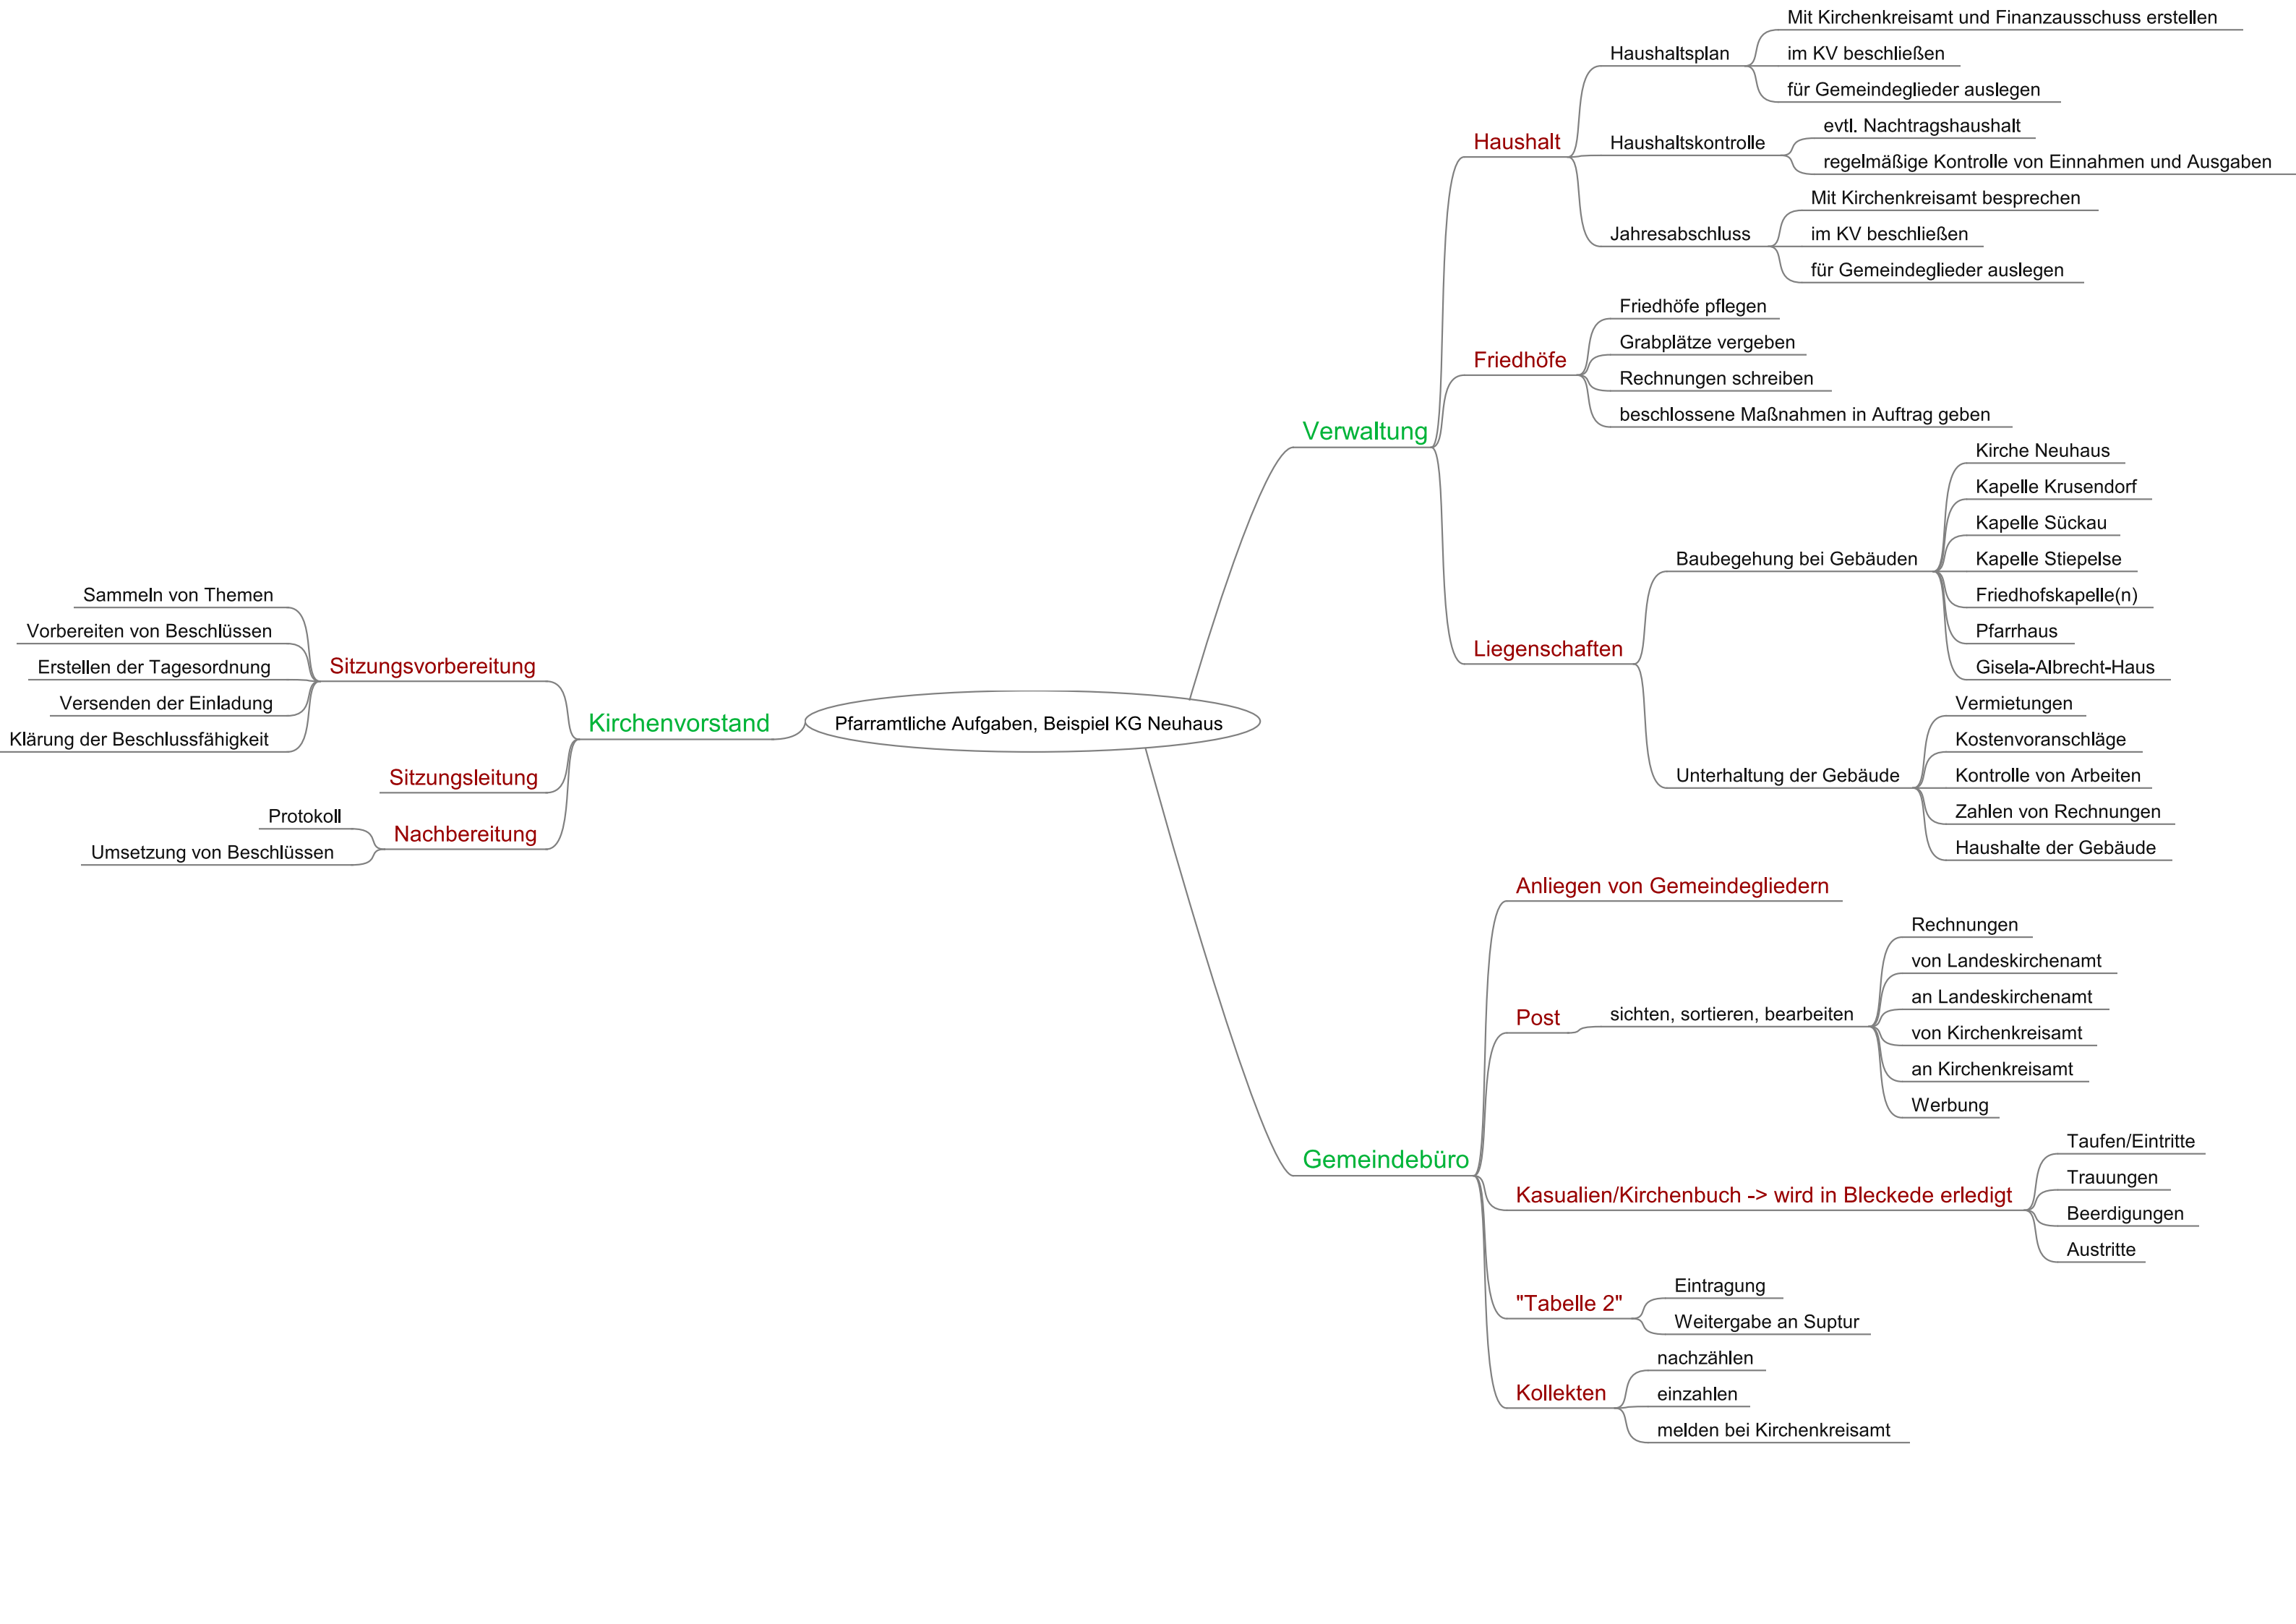 Pfarramtliche Aufgaben, Beispiel KG Neuhaus
Kirchenvorstand
Sitzungsvorbereitung
Sammeln von Themen
Vorbereiten von Beschlüssen
Erstellen der Tagesordnung
Versenden der Einladung
Klärung der Beschlussfähigkeit
Sitzungsleitung
Nachbereitung
Protokoll
Umsetzung von Beschlüssen
Verwaltung
Haushalt
Haushaltsplan
Mit Kirchenkreisamt und Finanzausschuss erstellen
im KV beschließen
für Gemeindeglieder auslegen
Haushaltskontrolle
evtl. Nachtragshaushalt
regelmäßige Kontrolle von Einnahmen und Ausgaben
Jahresabschluss
Mit Kirchenkreisamt besprechen
im KV beschließen
für Gemeindeglieder auslegen
Friedhöfe
Friedhöfe pflegen
Grabplätze vergeben
Rechnungen schreiben
beschlossene Maßnahmen in Auftrag geben
Liegenschaften
Baubegehung bei Gebäuden
Kirche Neuhaus
Kapelle Krusendorf
Kapelle Sückau
Kapelle Stiepelse
Friedhofskapelle(n)
Pfarrhaus
Gisela-Albrecht-Haus
Unterhaltung der Gebäude
Vermietungen
Kostenvoranschläge
Kontrolle von Arbeiten
Zahlen von Rechnungen
Haushalte der Gebäude
Gemeindebüro
Anliegen von Gemeindegliedern
Post
sichten, sortieren, bearbeiten
Rechnungen
von Landeskirchenamt
an Landeskirchenamt
von Kirchenkreisamt
an Kirchenkreisamt
Werbung
Kasualien/Kirchenbuch -> wird in Bleckede erledigt
Taufen/Eintritte
Trauungen
Beerdigungen
Austritte
"Tabelle 2"
Eintragung
Weitergabe an Suptur
Kollekten
nachzählen
einzahlen
melden bei Kirchenkreisamt